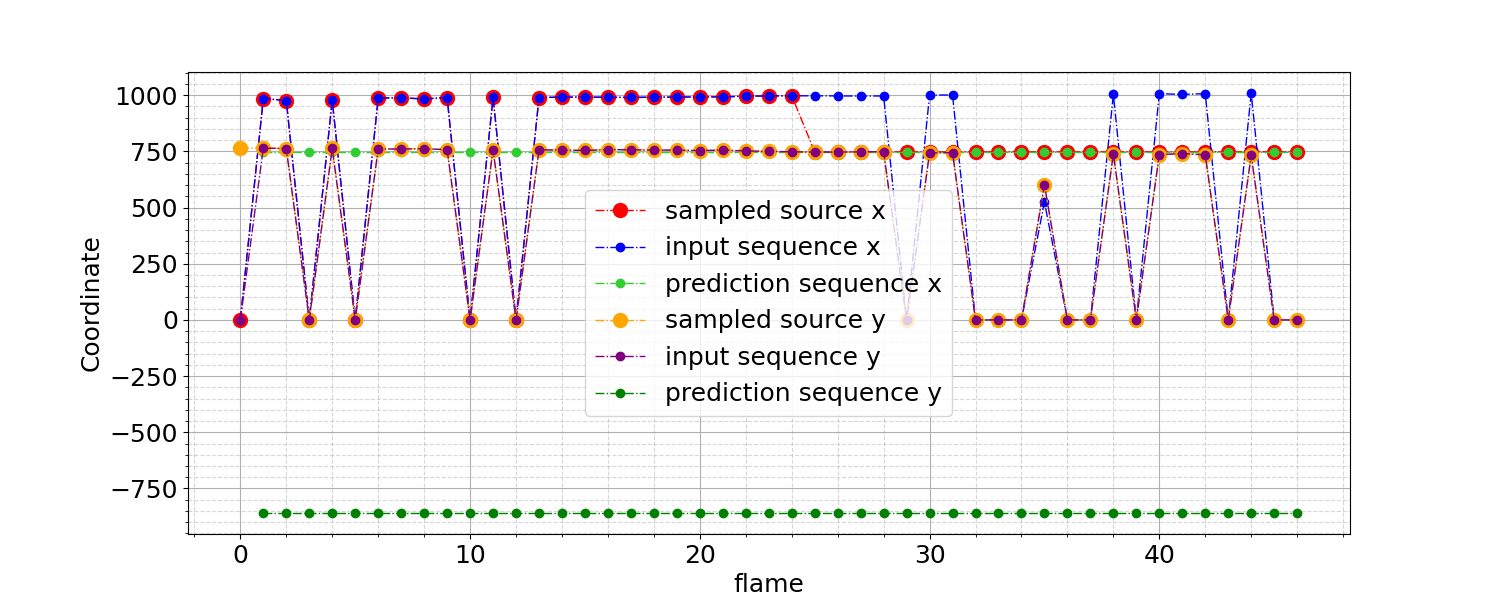 1000
750
500
250
0
−250
−500
−750
Coordinate
sampled source x
input sequence x
prediction sequence x
sampled source y
input sequence y
prediction sequence y
0 10 20 30 40
flame